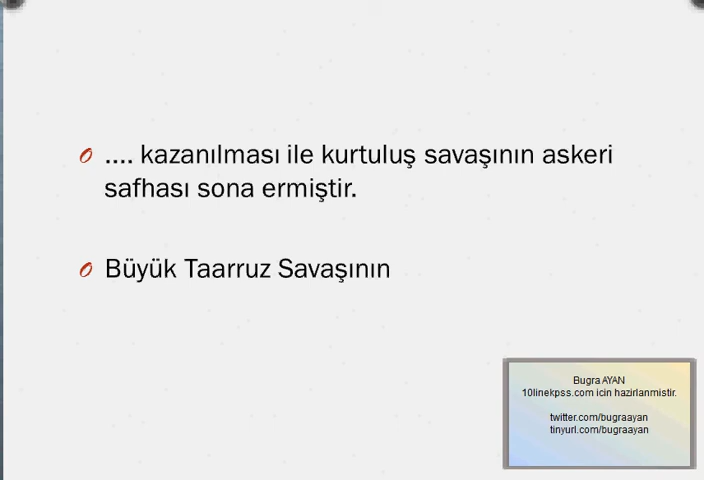 .... kazanılması ile kurtuluş savaşının askeri
safhası sona ermiştir.
Büyük Taarruz Savaşının
Bugra AYAN
10linekpss.com icin hazirlanmistir.
twitter.com/bugraayan
tinyurl.com/bugraayan